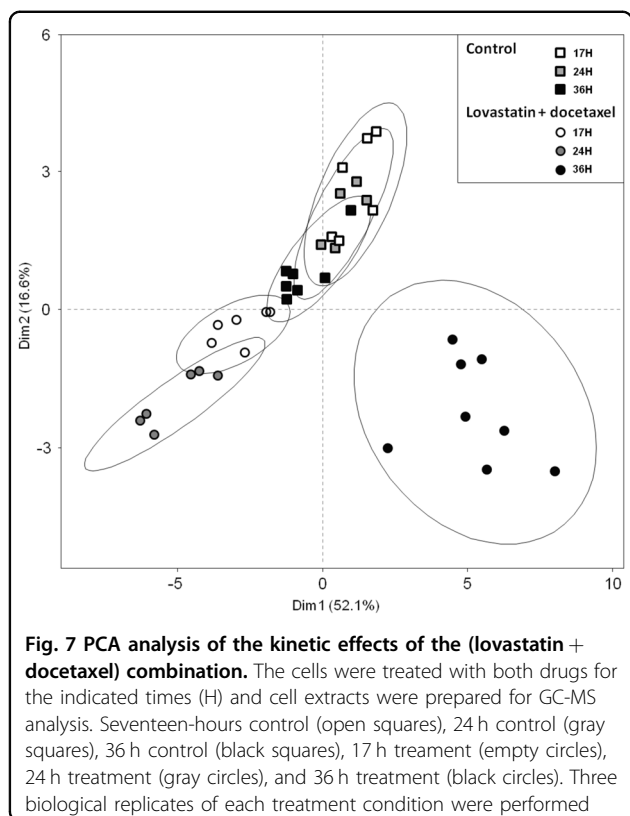 6
3
0
-3
Dim2 (16.6%)
-5
0
5
10
Dim1 (52.1%)
Control
17H
24H
36H
Lovastatin + docetaxel
17H
24H
36H
Fig. 7 PCA analysis of the kinetic effects of the (lovastatin +
docetaxel) combination. The cells were treated with both drugs for
the indicated times (H) and cell extracts were prepared for GC-MS
analysis. Seventeen-hours control (open squares), 24 h control (gray
squares), 36 h control (black squares), 17 h treament (empty circles),
24 h treatment (gray circles), and 36 h treatment (black circles). Three
biological replicates of each treatment condition were performed